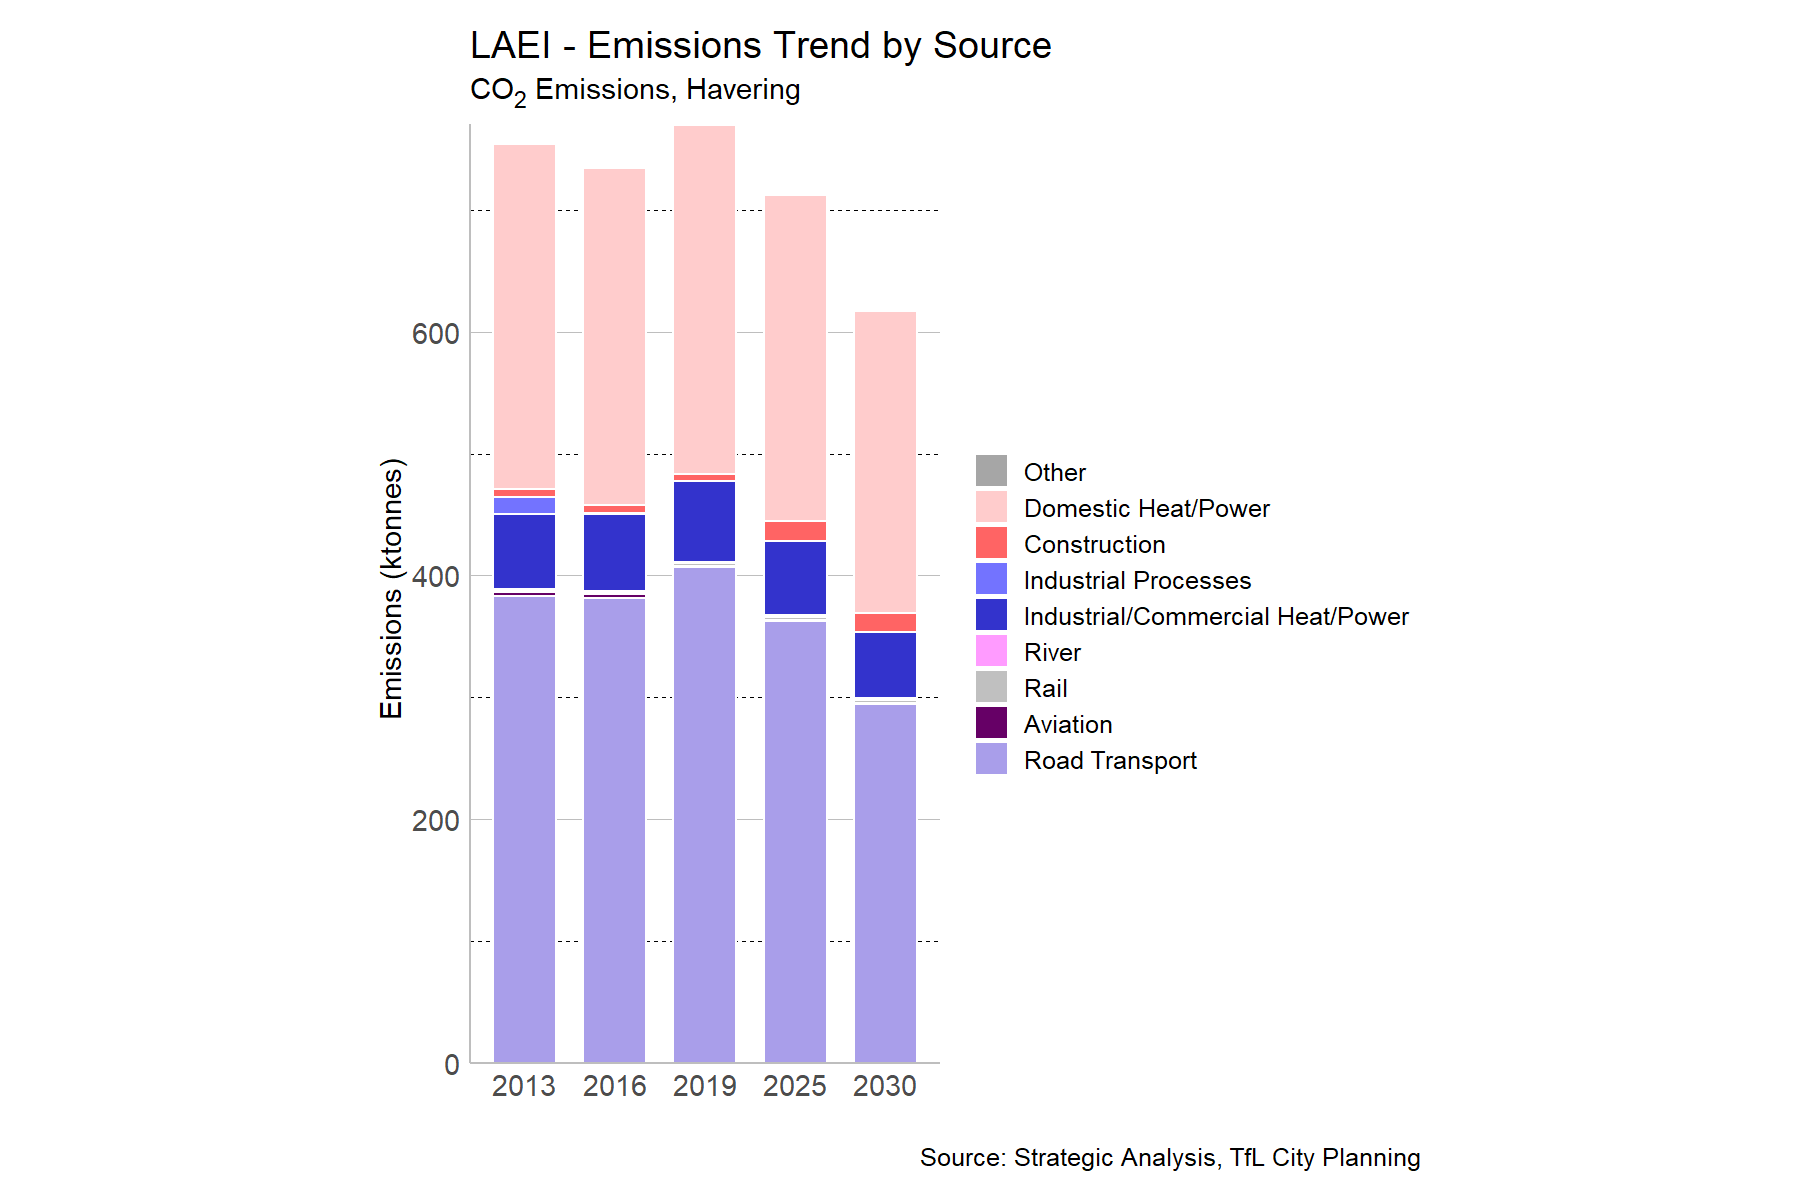 LAEI - Emissions Trend by Source
CO₂ Emissions, Havering
Emissions (ktonnes)
600
400
200
0
2013 2016 2019 2025 2030
Other
Domestic Heat/Power
Construction
Industrial Processes
Industrial/Commercial Heat/Power
River
Rail
Aviation
Road Transport
Source: Strategic Analysis, TfL City Planning